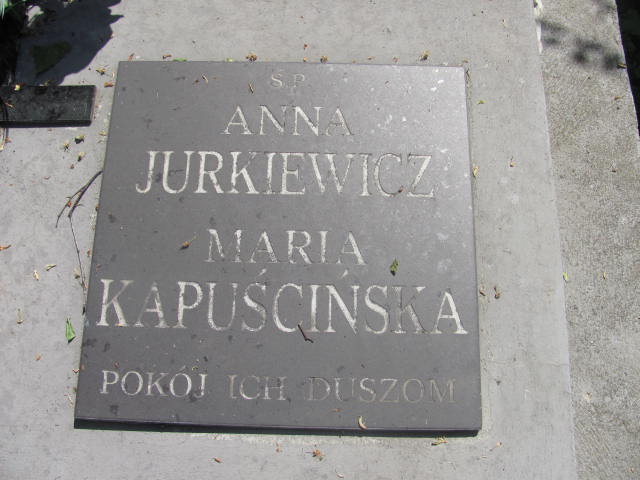 Ś.P.
ANNA
JURKIEWICZ
MARIA
KAPUŚCIŃSKA
POKÓJ ICH DUSZOM